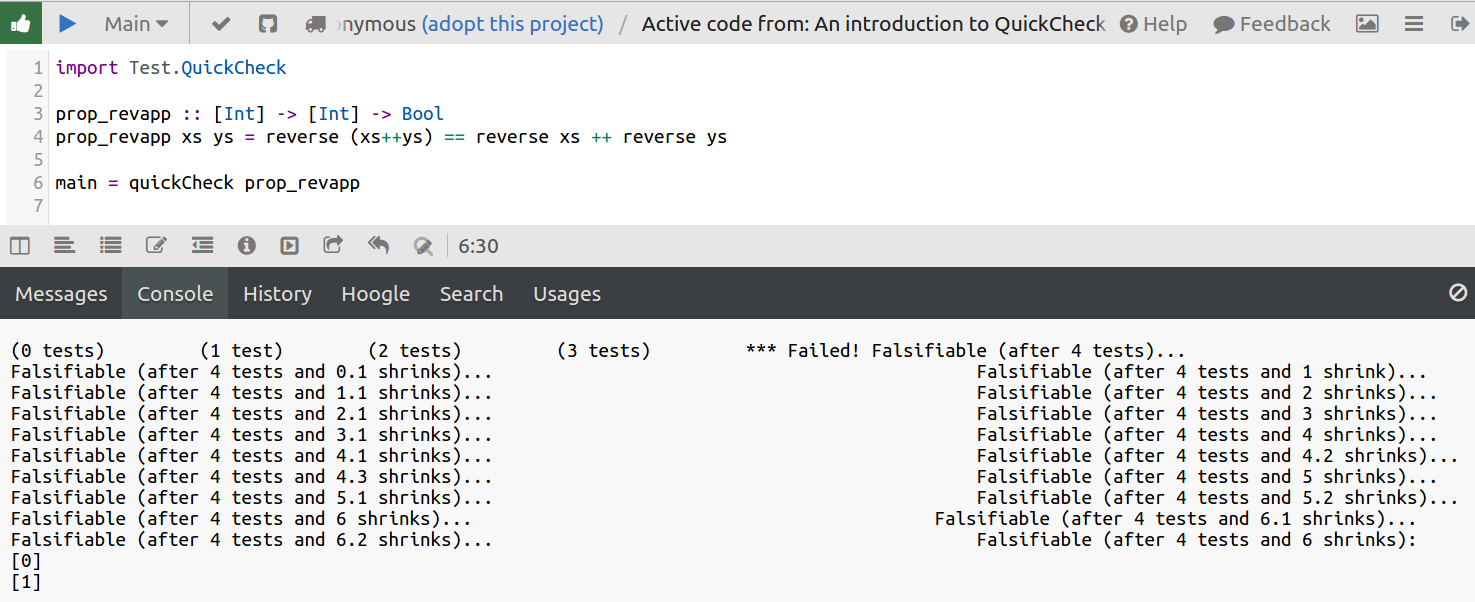 Main nymous (adopt this project) / Active code from: An introduction to QuickCheck Help Feedback
1 import Test.QuickCheck
2
3 prop_revapp :: [Int] -> [Int] -> Bool
4 prop_revapp xs ys = reverse (xs++ys) == reverse xs ++ reverse ys
5
6 main = quickCheck prop_revapp
7
6:30
Messages Console History Hoogle Search Usages
(0 tests) (1 test) (2 tests) (3 tests) *** Failed! Falsifiable (after 4 tests)...
Falsifiable (after 4 tests and 0.1 shrinks)... Falsifiable (after 4 tests and 1 shrink)...
Falsifiable (after 4 tests and 1.1 shrinks)... Falsifiable (after 4 tests and 2 shrinks)...
Falsifiable (after 4 tests and 2.1 shrinks)... Falsifiable (after 4 tests and 3 shrinks)...
Falsifiable (after 4 tests and 3.1 shrinks)... Falsifiable (after 4 tests and 4 shrinks)...
Falsifiable (after 4 tests and 4.1 shrinks)... Falsifiable (after 4 tests and 4.2 shrinks)...
Falsifiable (after 4 tests and 4.3 shrinks)... Falsifiable (after 4 tests and 5 shrinks)...
Falsifiable (after 4 tests and 5.1 shrinks)... Falsifiable (after 4 tests and 5.2 shrinks)...
Falsifiable (after 4 tests and 6 shrinks)... Falsifiable (after 4 tests and 6.1 shrinks)...
Falsifiable (after 4 tests and 6.2 shrinks)... Falsifiable (after 4 tests and 6 shrinks):
[0]
[1]